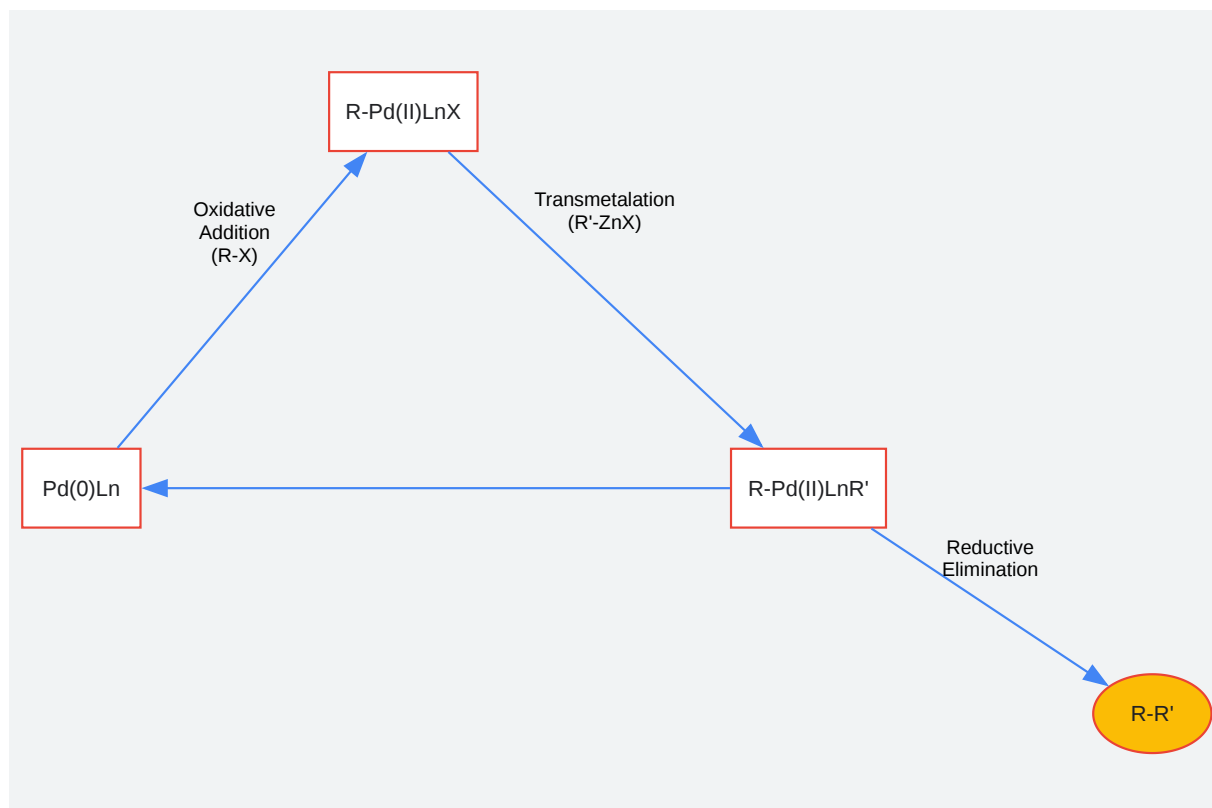 R-Pd(II)LnX
Oxidative
Addition
(R-X)
Transmetalation
(R'-ZnX)
Pd(0)Ln
R-Pd(II)LnR'
Reductive
Elimination
R-R'